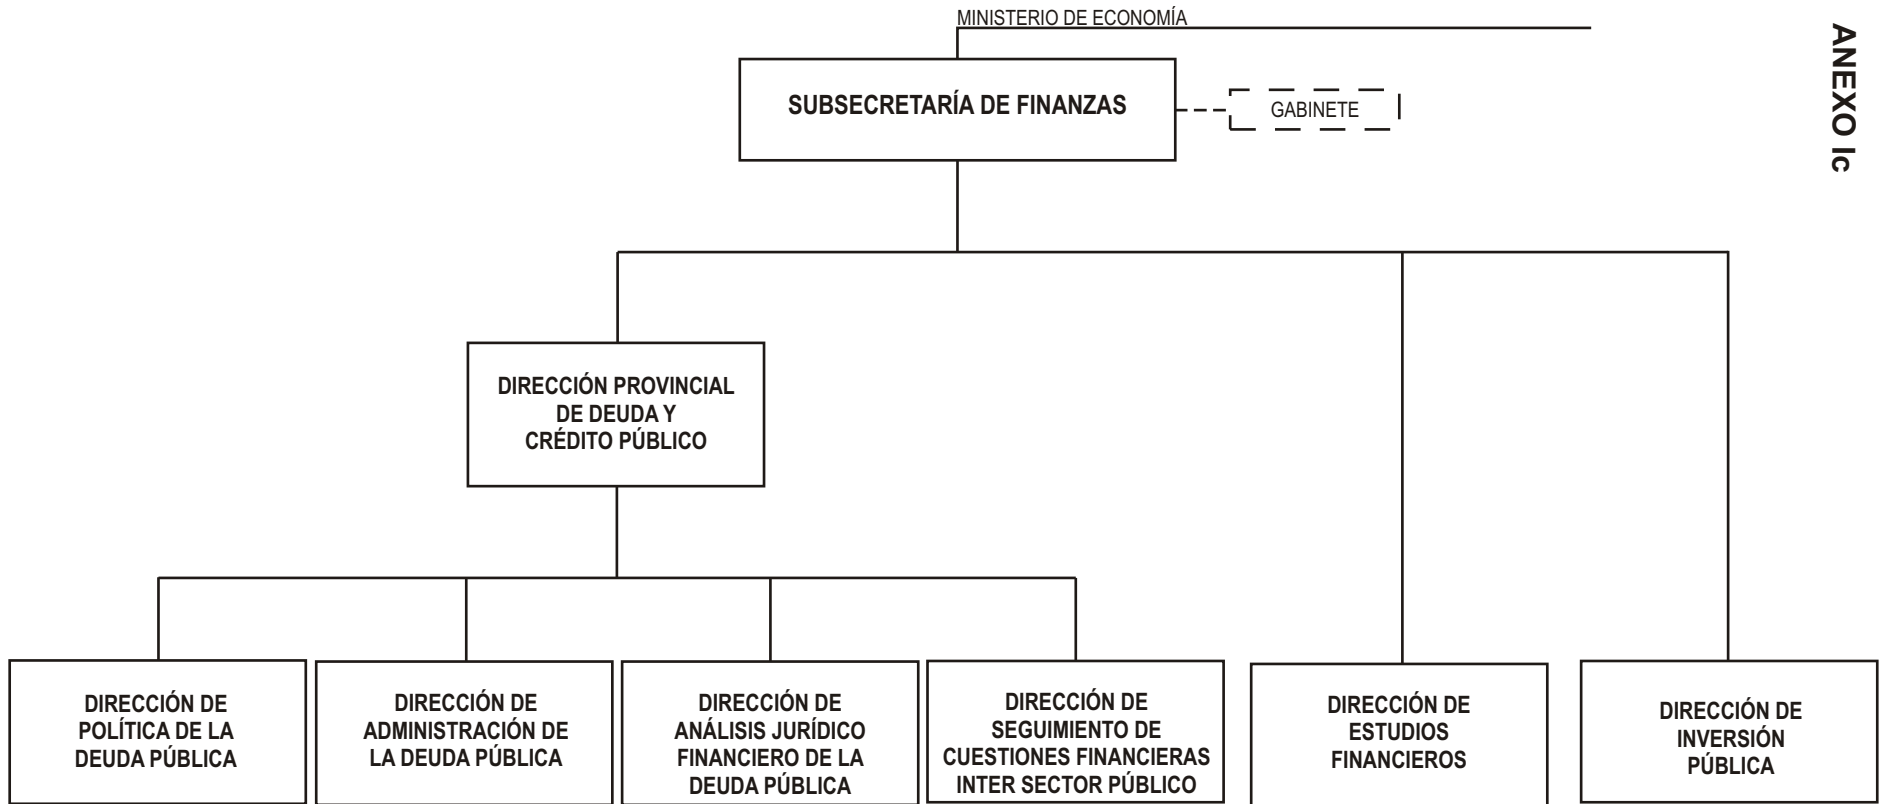 MINISTERIO DE ECONOMÍA
ANEXO Ic
SUBSECRETARÍA DE FINANZAS
GABINETE
DIRECCIÓN PROVINCIAL
DE DEUDA Y
CRÉDITO PÚBLICO
DIRECCIÓN DE
POLÍTICA DE LA
DEUDA PÚBLICA
DIRECCIÓN DE
ADMINISTRACIÓN DE
LA DEUDA PÚBLICA
DIRECCIÓN DE
ANÁLISIS JURÍDICO
FINANCIERO DE LA
DEUDA PÚBLICA
DIRECCIÓN DE
SEGUIMIENTO DE
CUESTIONES FINANCIERAS
INTER SECTOR PÚBLICO
DIRECCIÓN DE
ESTUDIOS
FINANCIEROS
DIRECCIÓN DE
INVERSIÓN
PÚBLICA